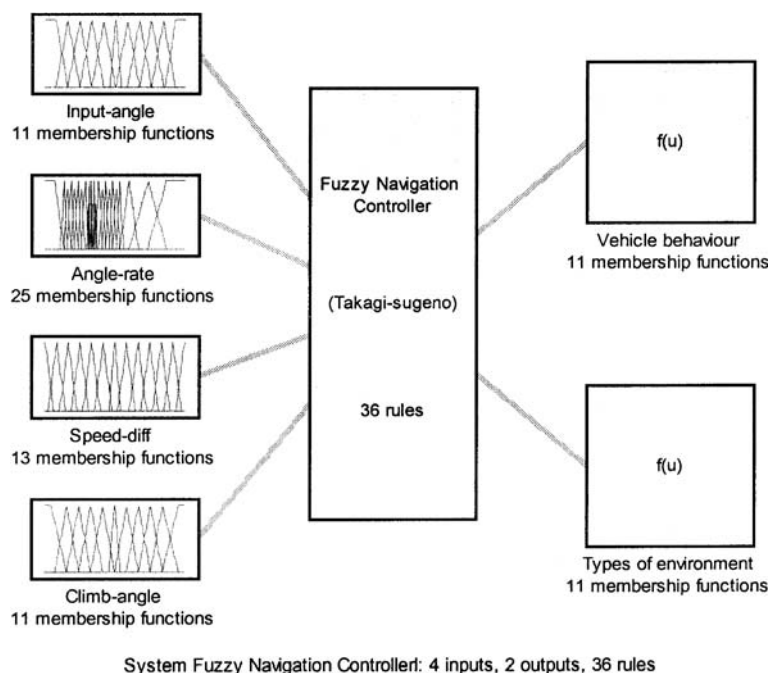 Input-angle
11 membership functions
Angle-rate
25 membership functions
Speed-diff
13 membership functions
Climb-angle
11 membership functions
Fuzzy Navigation
Controller
(Takagi-sugeno)
36 rules
f(u)
Vehicle behaviour
11 membership functions
f(u)
Types of environment
11 membership functions
System Fuzzy Navigation Controllerl: 4 inputs, 2 outputs, 36 rules